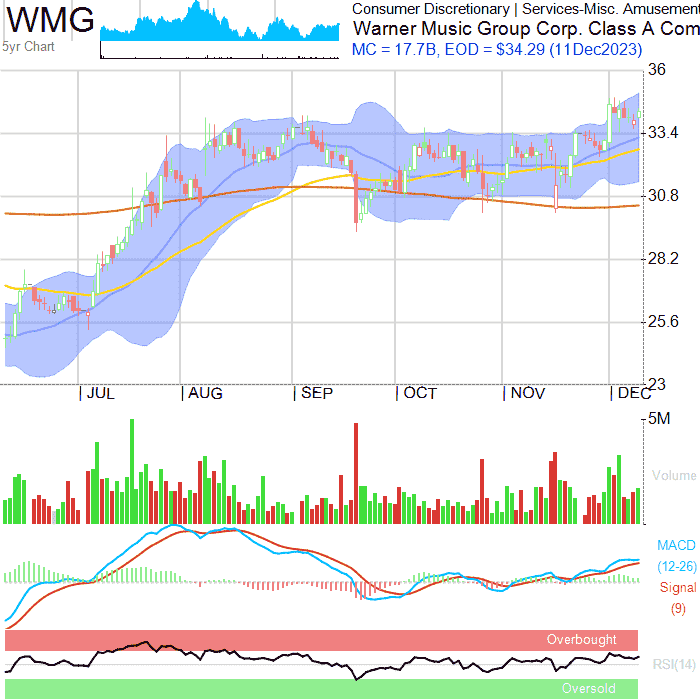 WMG
5yr Chart
Consumer Discretionary | Services-Misc. Amusement
Warner Music Group Corp. Class A Com
MC = 17.7B, EOD = $34.29 (11Dec2023)
36
33.4
30.8
28.2
25.6
23
JUL AUG SEP OCT NOV DEC
5M
Volume
MACD
(12-26)
Signal
(9)
Overbought
RSI(14)
Oversold